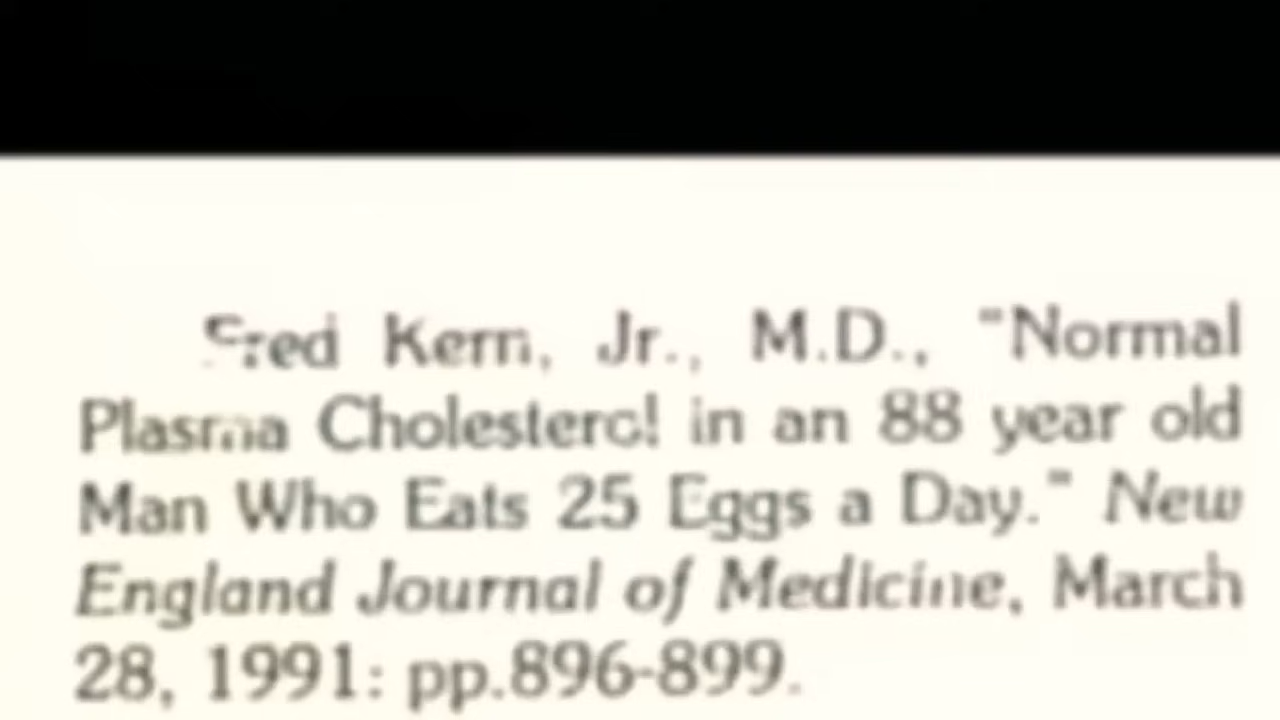 Fred Kern, Jr., M.D., "Normal
Plasma Cholesterol in an 88 year old
Man Who Eats 25 Eggs a Day." New
England Journal of Medicine, March
28, 1991: pp.896-899.